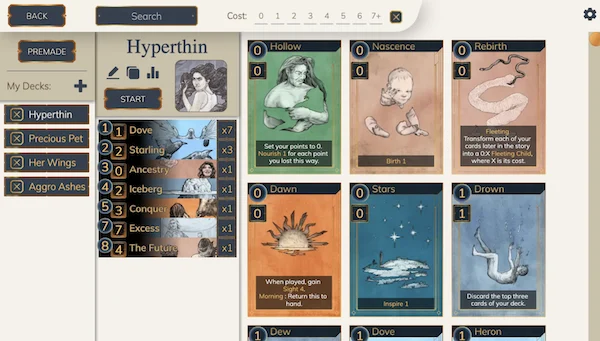 BACK
Search
Cost: 0 1 2 3 4 5 6 7+
PREMADE
My Decks:
Hyperthin
Precious Pet
Her Wings
Aggro Ashes
Hyperthin
START
1 1 Dove x7
2 2 Starling x3
3 0 Ancestry x1
4 2 Iceberg x1
5 3 Conquer x1
7 7 Excess x1
8 4 The Future x1
0 Hollow
0
Set your points to 0.
Nourish 1 for each point
you lost this way.
0 Nascence
0
Birth 1
0 Rebirth
0
Fleeting
Transform each of your
cards later in the story
into a 0:X Fleeting Child,
where X is its cost.
0 Dawn
0
When played, gain
Sight 4.
Morning: Return this to
hand.
0 Stars
0
Inspire 1
1 Drown
1
Discard the top three
cards of your deck.
1 Dew
1 Dove
1 Heron